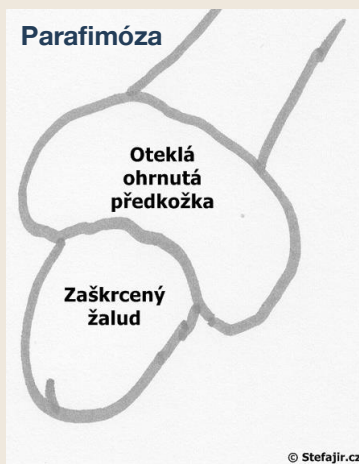 Parafimóza
Oteklá
ohrnutá
předkožka
Zaškrcený
žalud
© Stefajir.cz